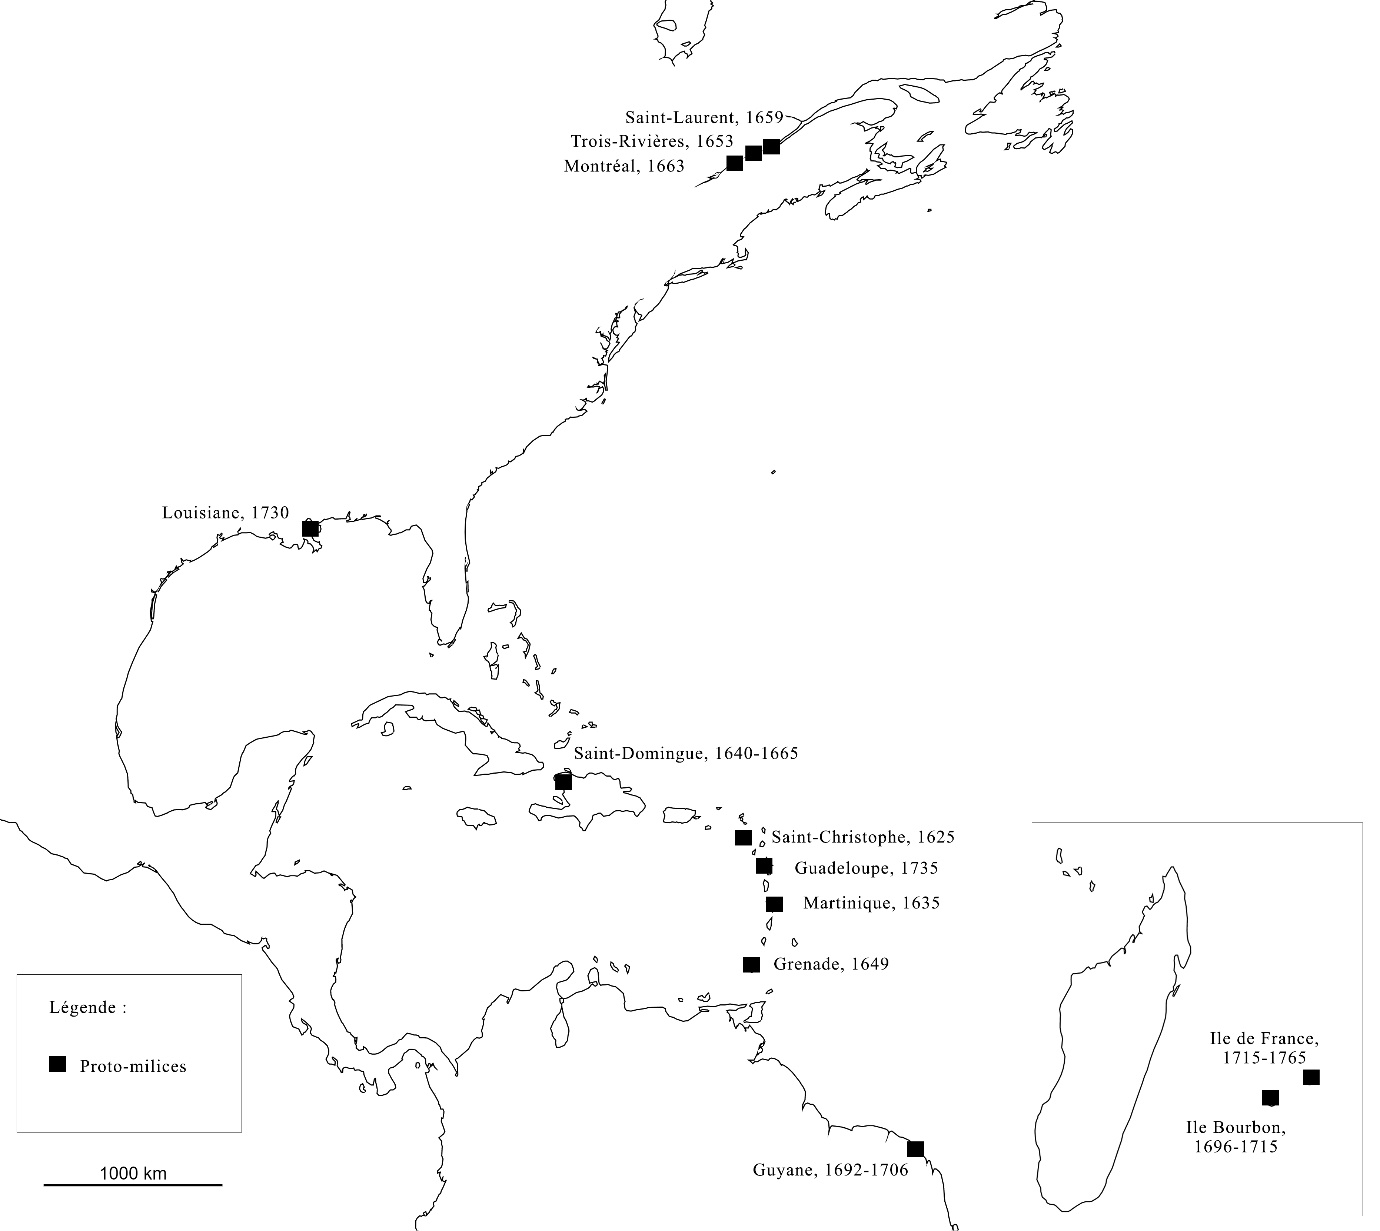 Saint-Laurent, 1659
Trois-Rivières, 1653
Montréal, 1663
Louisiane, 1730
Saint-Domingue, 1640-1665
Saint-Christophe, 1625
Guadeloupe, 1735
Martinique, 1635
Grenade, 1649
Légende :
Proto-milices
Ile de France,
1715-1765
Ile Bourbon,
1696-1715
Guyane, 1692-1706
1000 km